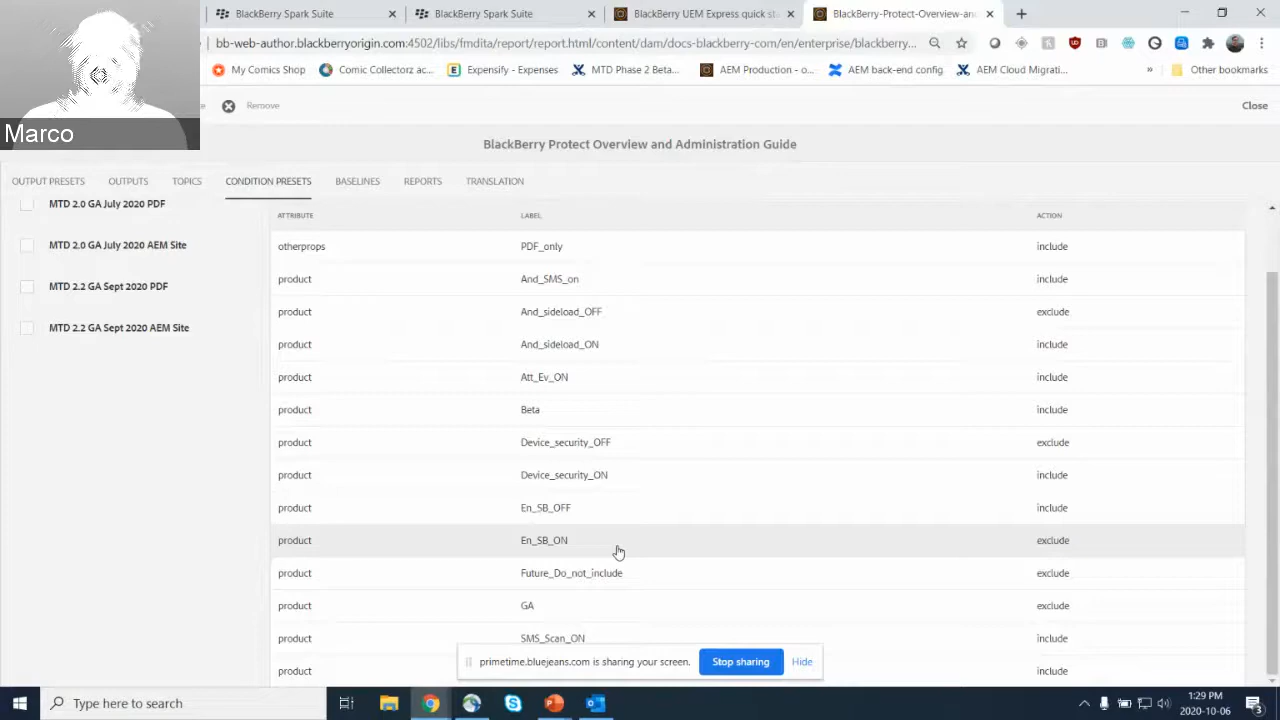 BlackBerry Spark Suite
BlackBerry Spark Suite
BlackBerry UEM Express quick st
BlackBerry-Protect-Overview-an
bb-web-author.blackberryorigin.com:4502/libs/fmdita/report/report.html/content/dam/docs-blackberry-com/en/enterprise/blackberry...
My Comics Shop
Comic Collectorz ac...
Expensify - Expenses
MTD Phase 2 Beta...
AEM Production - o...
AEM back-end config
AEM Cloud Migrati...
»
Other bookmarks
Remove
Close
Marco
BlackBerry Protect Overview and Administration Guide
OUTPUT PRESETS OUTPUTS TOPICS CONDITION PRESETS BASELINES REPORTS TRANSLATION
MTD 2.0 GA July 2020 PDF
MTD 2.0 GA July 2020 AEM Site
MTD 2.2 GA Sept 2020 PDF
MTD 2.2 GA Sept 2020 AEM Site
ATTRIBUTE LABEL ACTION
otherprops PDF_only include
product And_SMS_on include
product And_sideload_OFF exclude
product And_sideload_ON include
product Att_Ev_ON include
product Beta include
product Device_security_OFF exclude
product Device_security_ON include
product En_SB_OFF include
product En_SB_ON exclude
product Future_Do_not_include exclude
product GA exclude
product SMS_Scan_ON include
product include
primetime.bluejeans.com is sharing your screen. Stop sharing Hide
Type here to search
1:29 PM
2020-10-06
3